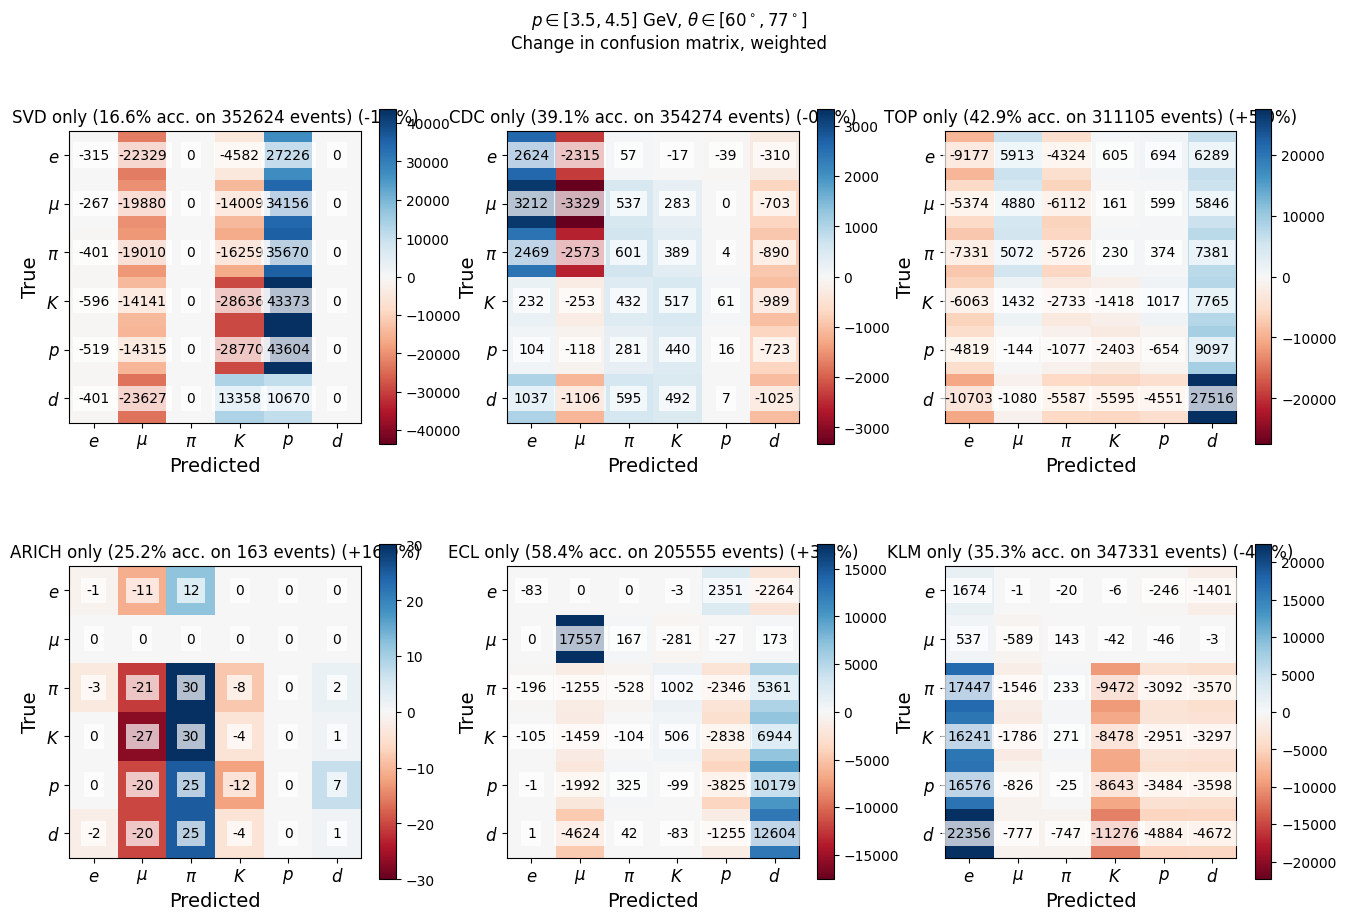 p ∈ [3.5, 4.5] GeV, θ ∈ [60°, 77°]
Change in confusion matrix, weighted
SVD only (16.6% acc. on 352624 events)
CDC only (39.1% acc. on 354274 events)
TOP only (42.9% acc. on 311105 events)
True
e -315 -22329 0 -4582 27226 0
μ -267 -19880 0 -14009 34156 0
π -401 -19010 0 -16259 35670 0
K -596 -14141 0 -28636 43373 0
p -519 -14315 0 -28770 43604 0
d -401 -23627 0 13358 10670 0
e μ π K p d
Predicted
40000
30000
20000
10000
0
−10000
−20000
−30000
−40000
True
e 2624 -2315 57 -17 -39 -310
μ 3212 -3329 537 283 0 -703
π 2469 -2573 601 389 4 -890
K 232 -253 432 517 61 -989
p 104 -118 281 440 16 -723
d 1037 -1106 595 492 7 -1025
e μ π K p d
Predicted
3000
2000
1000
0
−1000
−2000
−3000
True
e -9177 5913 -4324 605 694 6289
μ -5374 4880 -6112 161 599 5846
π -7331 5072 -5726 230 374 7381
K -6063 1432 -2733 -1418 1017 7765
p -4819 -144 -1077 -2403 -654 9097
d -10703 -1080 -5587 -5595 -4551 27516
e μ π K p d
Predicted
20000
10000
0
−10000
−20000
ARICH only (25.2% acc. on 163 events)
ECL only (58.4% acc. on 205555 events)
KLM only (35.3% acc. on 347331 events)
True
e -1 -11 12 0 0 0
μ 0 0 0 0 0 0
π -3 -21 30 -8 0 2
K 0 -27 30 -4 0 1
p 0 -20 25 -12 0 7
d -2 -20 25 -4 0 1
e μ π K p d
Predicted
30
20
10
0
−10
−20
−30
True
e -83 0 0 -3 2351 -2264
μ 0 17557 167 -281 -27 173
π -196 -1255 -528 1002 -2346 5361
K -105 -1459 -104 506 -2838 6944
p -1 -1992 325 -99 -3825 10179
d 1 -4624 42 -83 -1255 12604
e μ π K p d
Predicted
15000
10000
5000
0
−5000
−10000
−15000
True
e 1674 -1 -20 -6 -246 -1401
μ 537 -589 143 -42 -46 -3
π 17447 -1546 233 -9472 -3092 -3570
K 16241 -1786 271 -8478 -2951 -3297
p 16576 -826 -25 -8643 -3484 -3598
d 22356 -777 -747 -11276 -4884 -4672
e μ π K p d
Predicted
20000
15000
10000
5000
0
−5000
−10000
−15000
−20000